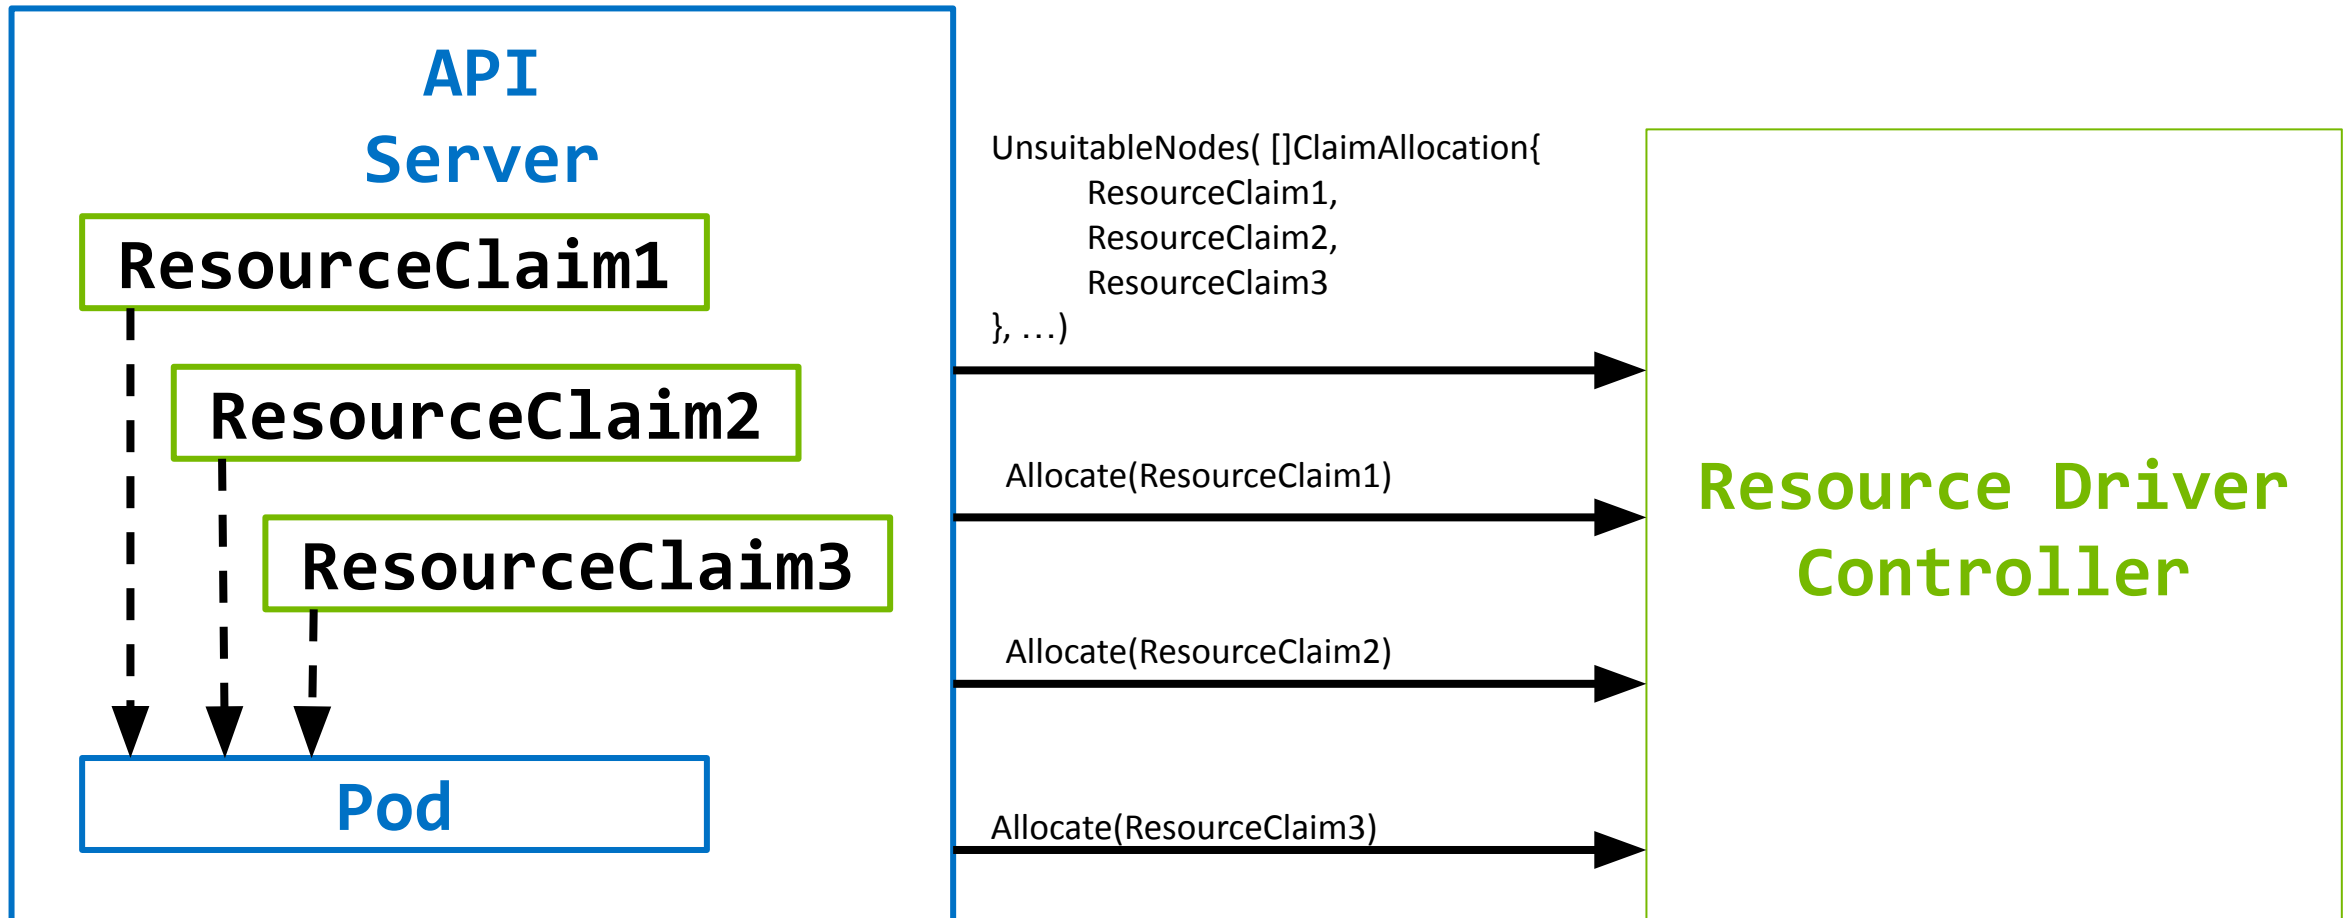 API
Server
ResourceClaim1
ResourceClaim2
ResourceClaim3
Pod
UnsuitableNodes( []ClaimAllocation{
ResourceClaim1,
ResourceClaim2,
ResourceClaim3
}, …)
Allocate(ResourceClaim1)
Allocate(ResourceClaim2)
Allocate(ResourceClaim3)
Resource Driver
Controller